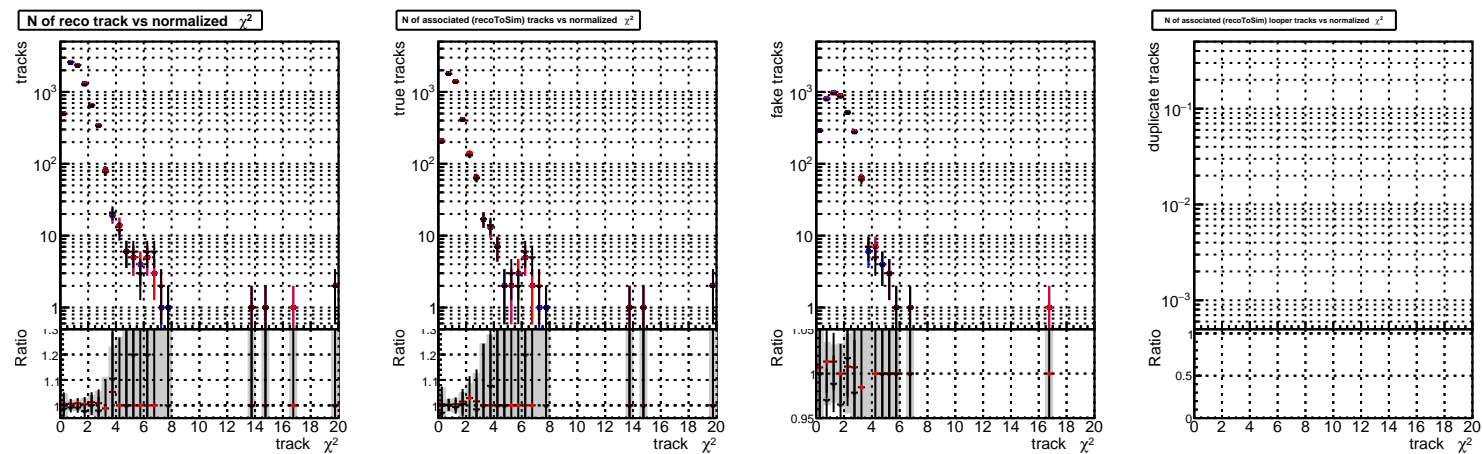 N of reco track vs normalized χ²
tracks
10³
10²
10
1
Ratio
1.3
1.2
1.1
1
0 2 4 6 8 10 12 14 16 18 20
track χ²
N of associated (recoToSim) tracks vs normalized χ²
true tracks
10³
10²
10
1
Ratio
1.3
1.2
1.1
1
0 2 4 6 8 10 12 14 16 18 20
track χ²
fake tracks
10³
10²
10
1
Ratio
1.05
1
0.95
0 2 4 6 8 10 12 14 16 18 20
track χ²
N of associated (recoToSim) looper tracks vs normalized χ²
duplicate tracks
10⁻¹
10⁻²
10⁻³
Ratio
1
0.5
0
0 2 4 6 8 10 12 14 16 18 20
track χ²